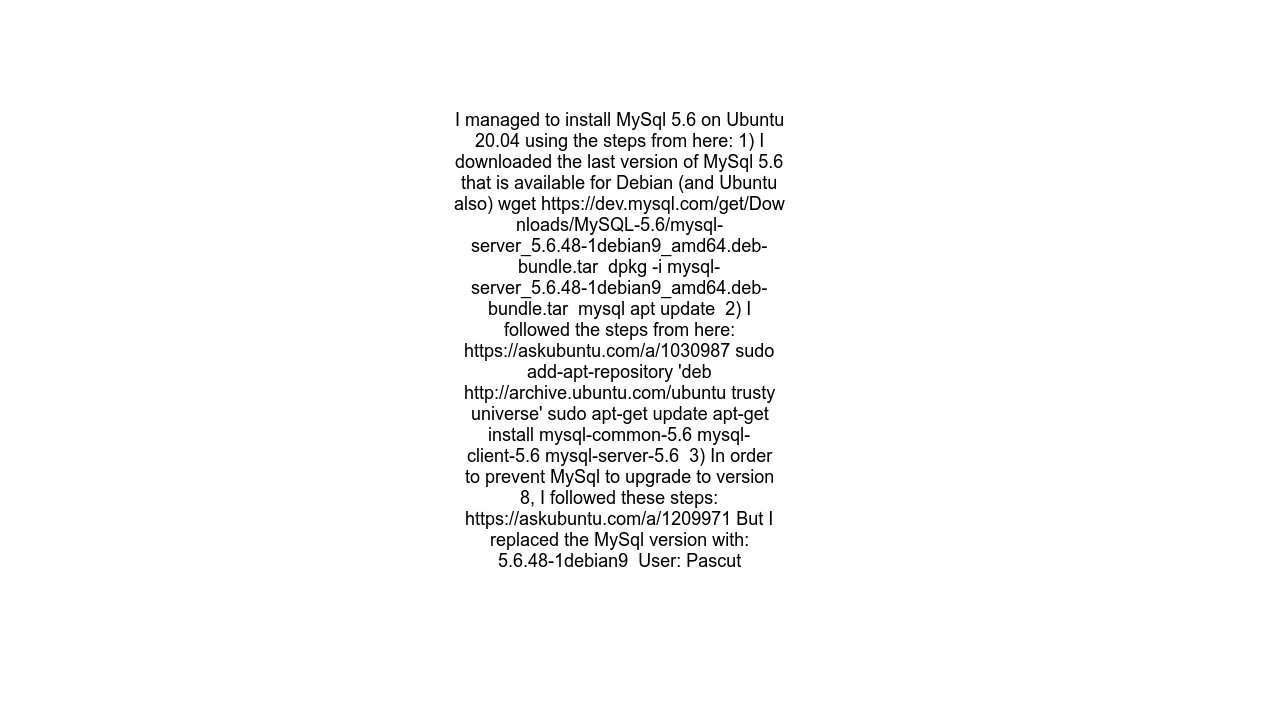 I managed to install MySql 5.6 on Ubuntu
20.04 using the steps from here: 1) I
downloaded the last version of MySql 5.6
that is available for Debian (and Ubuntu
also) wget https://dev.mysql.com/get/Dow
nloads/MySQL-5.6/mysql-
server_5.6.48-1debian9_amd64.deb-
bundle.tar  dpkg -i mysql-
server_5.6.48-1debian9_amd64.deb-
bundle.tar  mysql apt update  2) I
followed the steps from here:
https://askubuntu.com/a/1030987 sudo
add-apt-repository 'deb
http://archive.ubuntu.com/ubuntu trusty
universe' sudo apt-get update apt-get
install mysql-common-5.6 mysql-
client-5.6 mysql-server-5.6  3) In order
to prevent MySql to upgrade to version
8, I followed these steps:
https://askubuntu.com/a/1209971 But I
replaced the MySql version with:
5.6.48-1debian9  User: Pascut